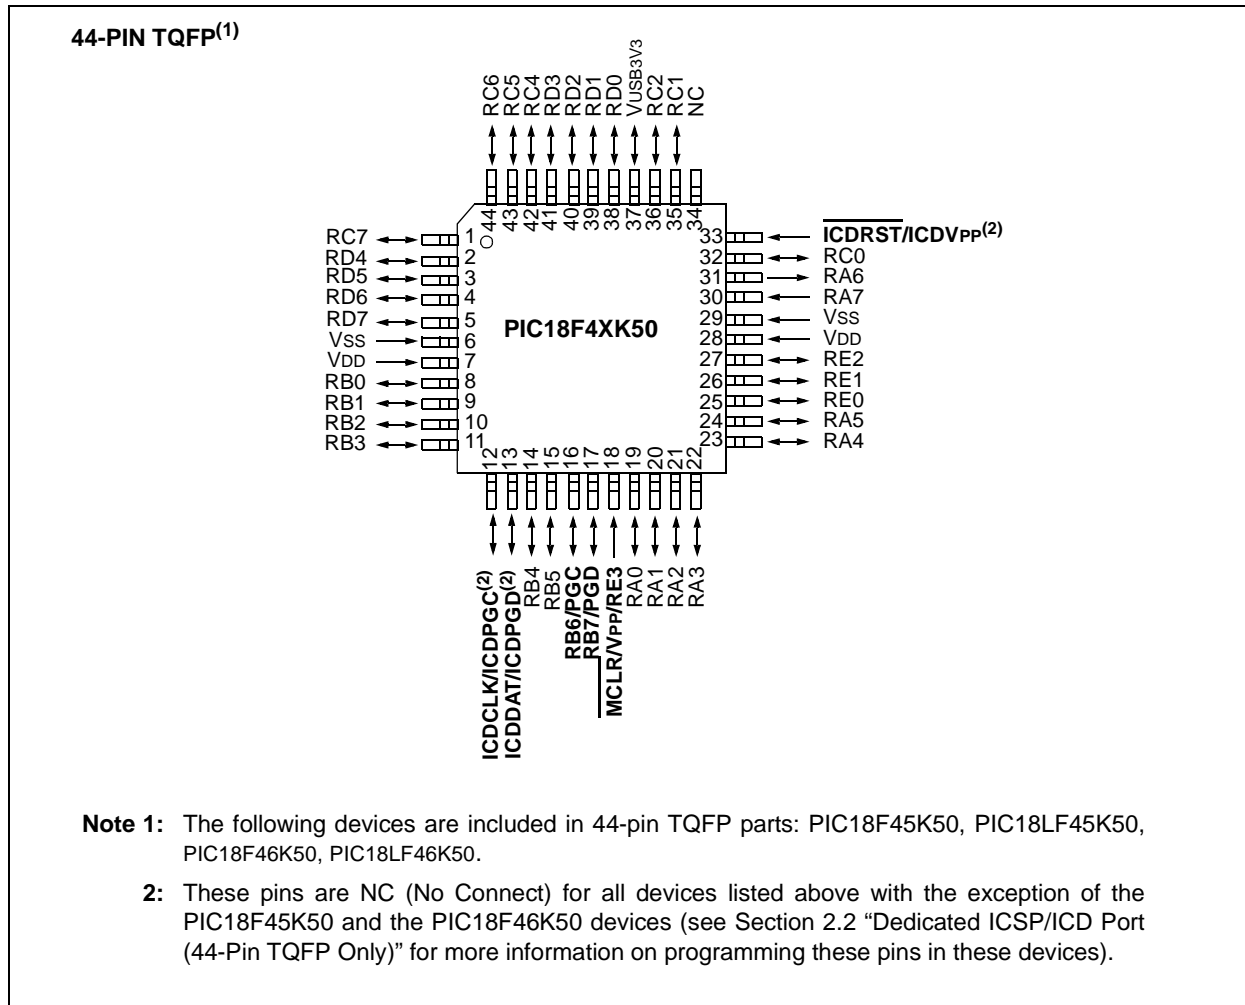 44-PIN TQFP(1)
RC6
RC5
RC4
RD3
RD2
RD1
RD0
VUSB3V3
RC2
RC1
NC
44
43
42
41
40
39
38
37
36
35
34
RC7 1
RD4 2
RD5 3
RD6 4
RD7 5
VSS 6
VDD 7
RB0 8
RB1 9
RB2 10
RB3 11
PIC18F4XK50
33 ICDRST/ICDVPP(2)
32 RC0
31 RA6
30 RA7
29 VSS
28 VDD
27 RE2
26 RE1
25 RE0
24 RA5
23 RA4
12
13
14
15
16
17
18
19
20
21
22
ICDCLK/ICDPGC(2)
ICDDAT/ICDPGD(2)
RB4
RB5
RB6/PGC
RB7/PGD
MCLR/VPP/RE3
RA0
RA1
RA2
RA3
Note 1: The following devices are included in 44-pin TQFP parts: PIC18F45K50, PIC18LF45K50,
PIC18F46K50, PIC18LF46K50.
2: These pins are NC (No Connect) for all devices listed above with the exception of the
PIC18F45K50 and the PIC18F46K50 devices (see Section 2.2 “Dedicated ICSP/ICD Port
(44-Pin TQFP Only)” for more information on programming these pins in these devices).